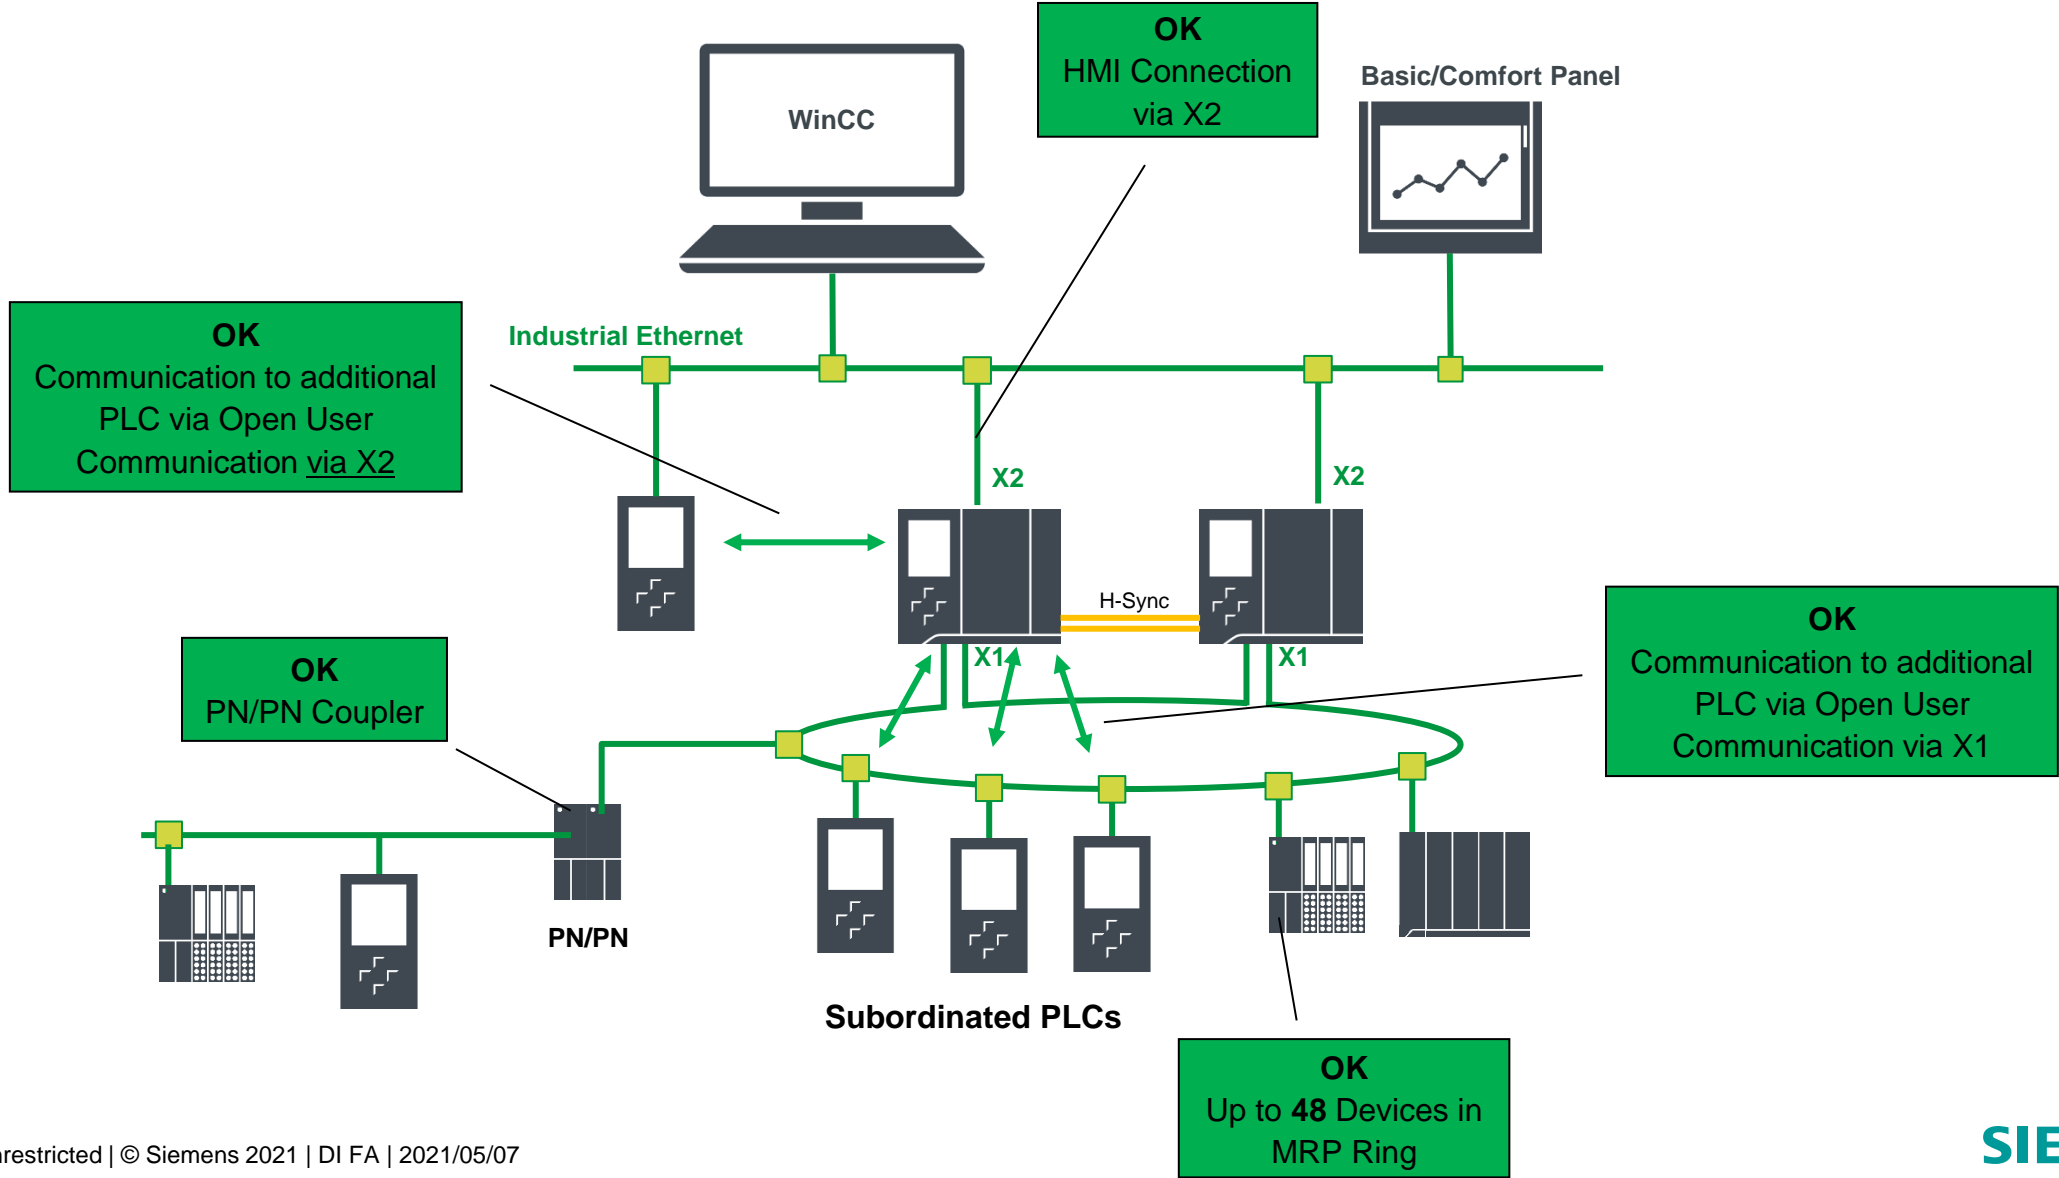 OK
HMI Connection
via X2
Basic/Comfort Panel
WinCC
OK
Communication to additional
PLC via Open User
Communication via X2
Industrial Ethernet
X2
X2
H-Sync
OK
Communication to additional
PLC via Open User
Communication via X1
OK
PN/PN Coupler
X1
X1
PN/PN
Subordinated PLCs
OK
Up to 48 Devices in
MRP Ring
nrestricted | © Siemens 2021 | DI FA | 2021/05/07
SIE